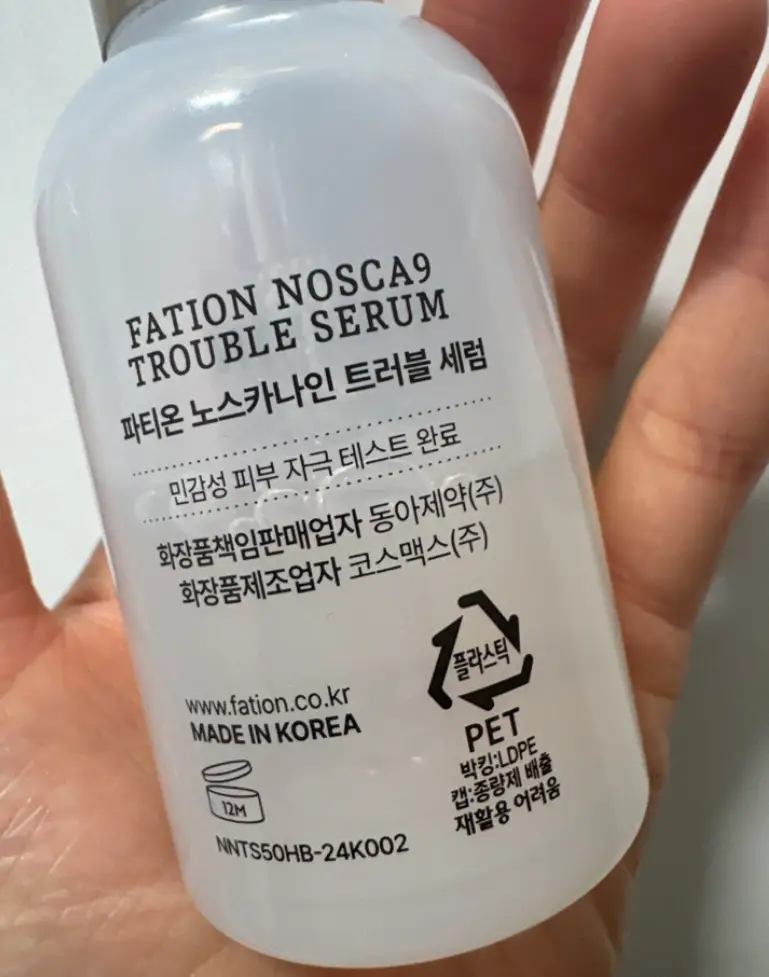 FATION NOSCA9
TROUBLE SERUM
파티온 노스카나인 트러블 세럼
민감성 피부 자극 테스트 완료
화장품책임판매업자 동아제약(주)
화장품제조업자 코스맥스(주)
플라스틱
PET
박킹:LDPE
캡:종량제 배출
재활용 어려움
www.fation.co.kr
MADE IN KOREA
12M
NNTS50HB-24K002